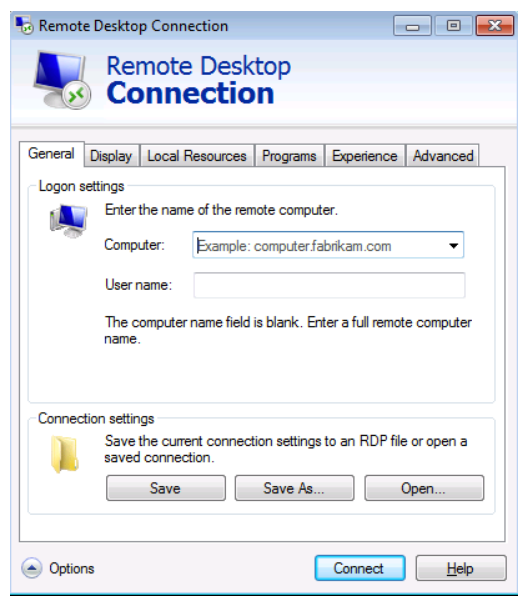 Remote Desktop Connection
Remote Desktop
Connection
General Display Local Resources Programs Experience Advanced
Logon settings
Enter the name of the remote computer.
Computer: Example: computer.fabrikam.com
User name:
The computer name field is blank. Enter a full remote computer
name.
Connection settings
Save the current connection settings to an RDP file or open a
saved connection.
Save Save As... Open...
Options Connect Help